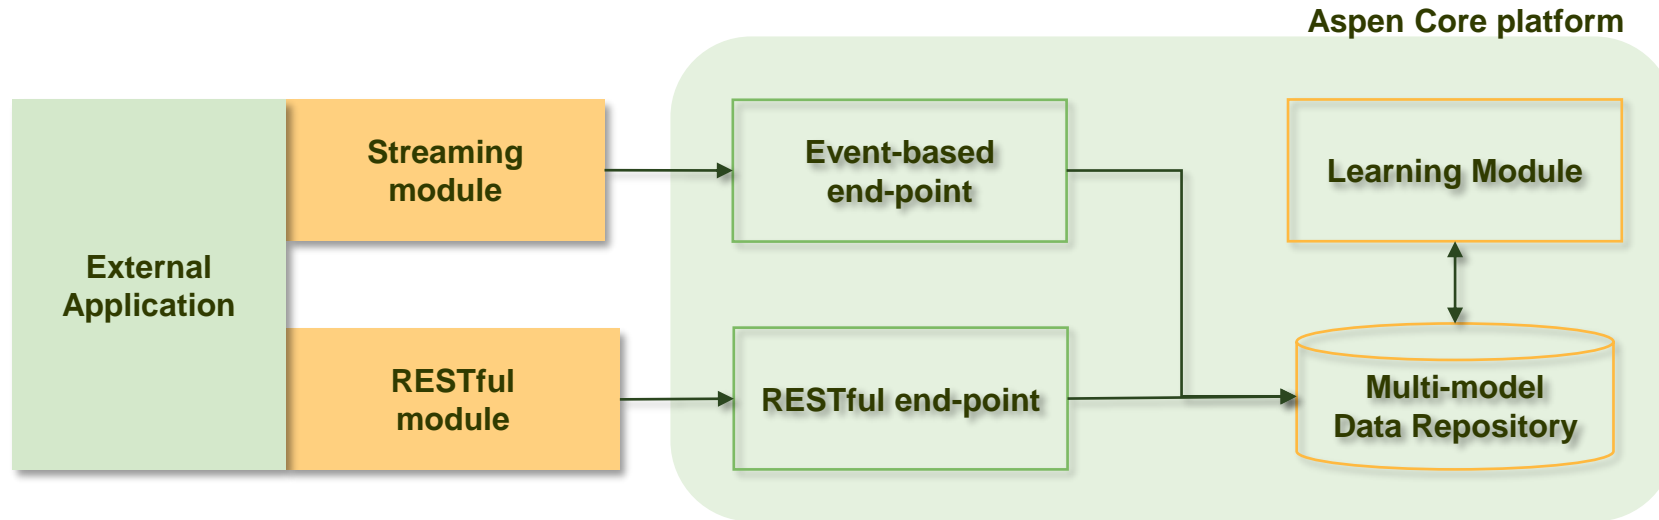 Aspen Core platform
Streaming
module
Event-based
end-point
Learning Module
External
Application
RESTful
module
RESTful end-point
Multi-model
Data Repository